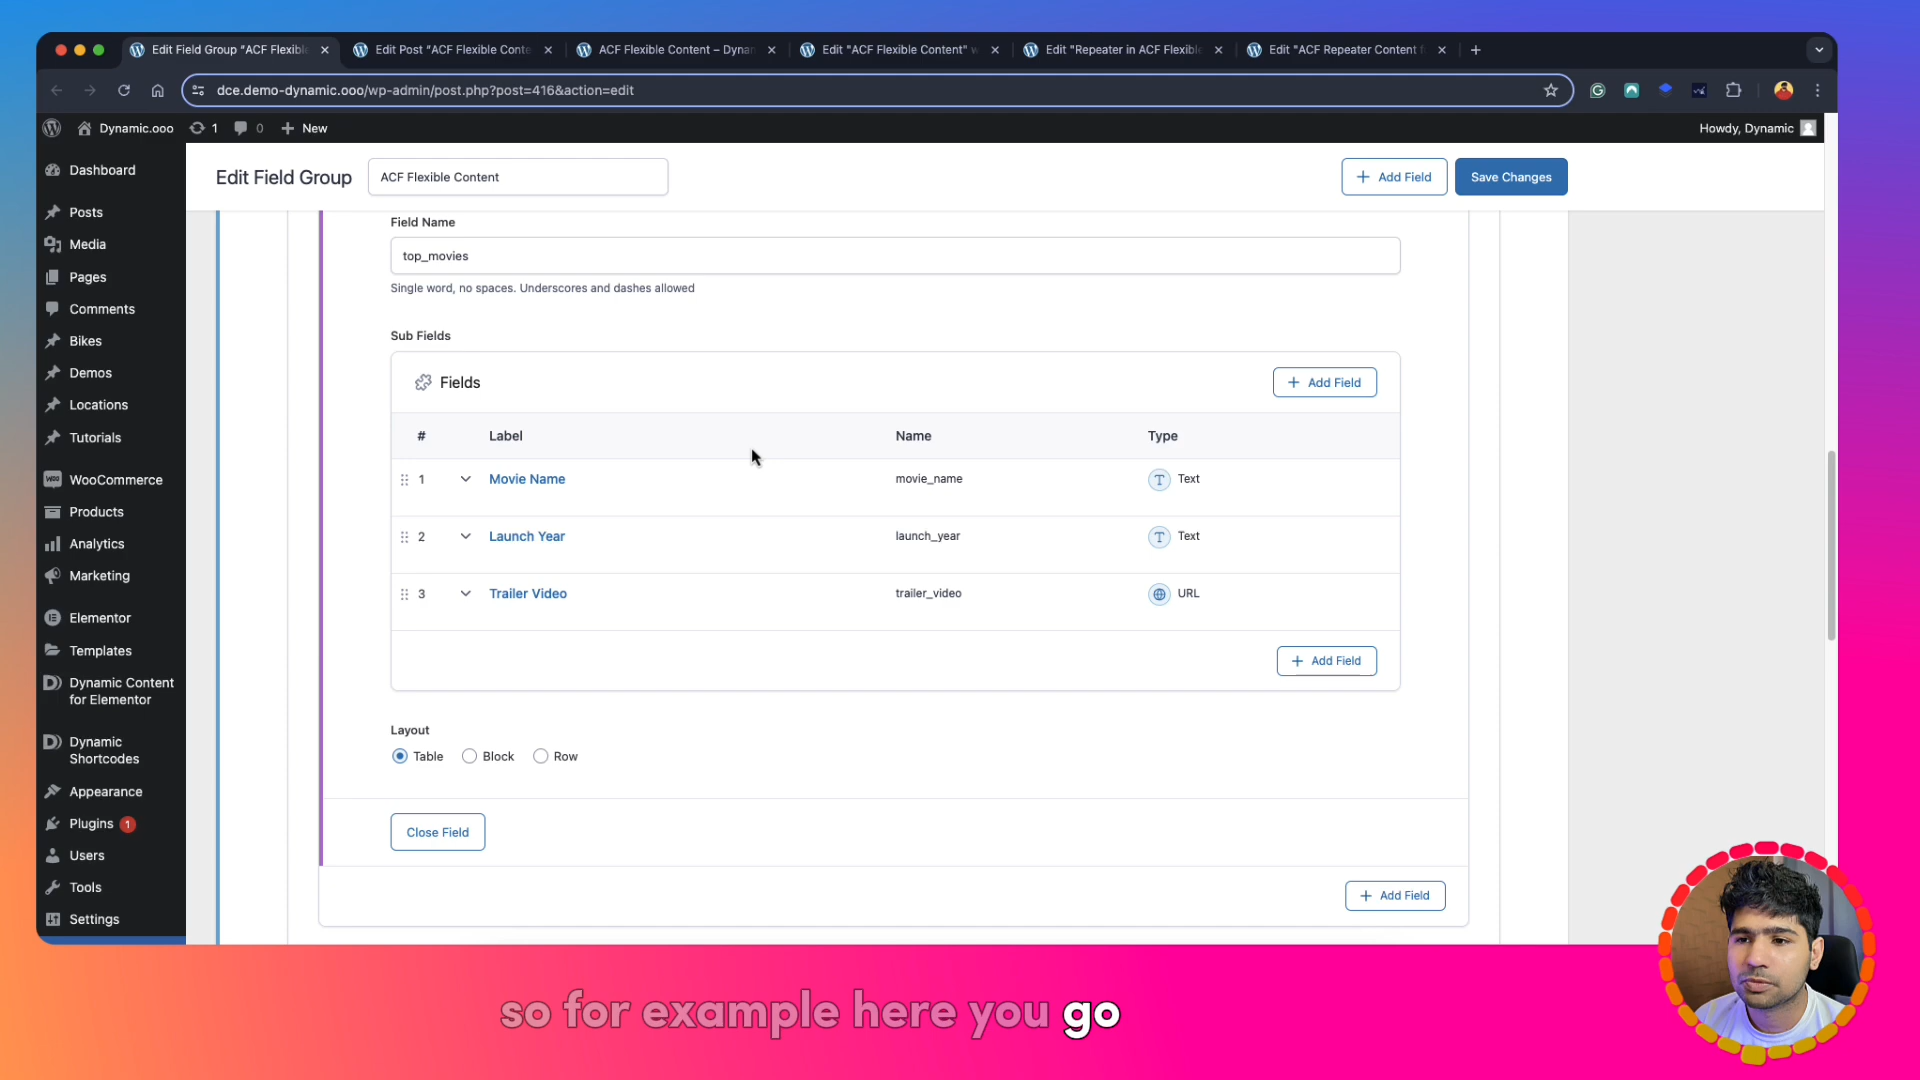 Edit Field Group "ACF Flexible
Edit Post "ACF Flexible Conte
ACF Flexible Content – Dynan
Edit "ACF Flexible Content" w
Edit "Repeater in ACF Flexible
Edit "ACF Repeater Content f
dce.demo-dynamic.ooo/wp-admin/post.php?post=416&action=edit
Dynamic.ooo
1
0
New
Howdy, Dynamic
Edit Field Group
ACF Flexible Content
Add Field
Save Changes
Dashboard
Posts
Media
Pages
Comments
Bikes
Demos
Locations
Tutorials
WooCommerce
Products
Analytics
Marketing
Elementor
Templates
Dynamic Content
for Elementor
Dynamic
Shortcodes
Appearance
Plugins 1
Users
Tools
Settings
Field Name
top_movies
Single word, no spaces. Underscores and dashes allowed
Sub Fields
Fields
Add Field
# Label Name Type
1 Movie Name movie_name Text
2 Launch Year launch_year Text
3 Trailer Video trailer_video URL
Add Field
Layout
Table Block Row
Close Field
Add Field
so for example here you go